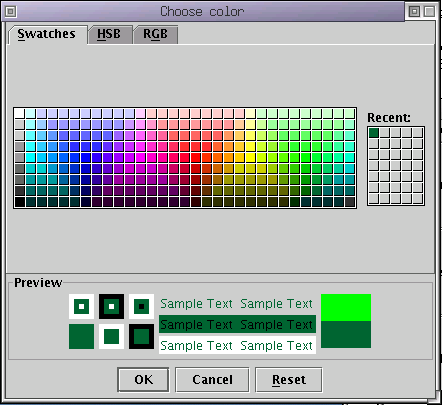 Choose color
Swatches HSB RGB
Recent:
Preview
Sample Text Sample Text
Sample Text Sample Text
Sample Text Sample Text
OK Cancel Reset